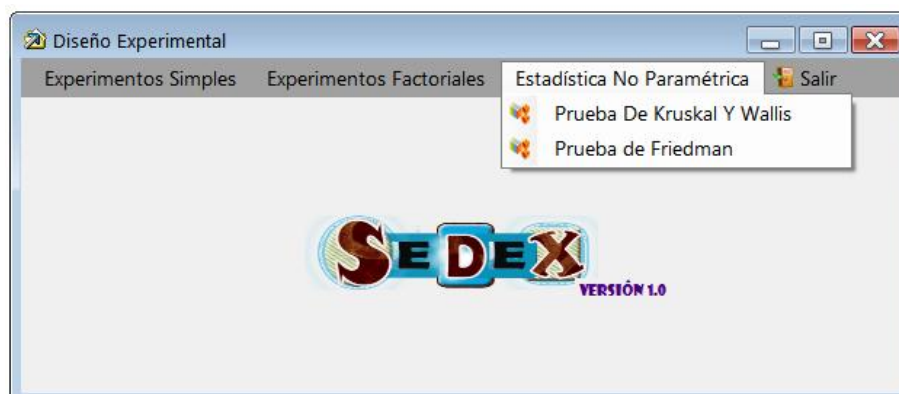 Diseño Experimental
Experimentos Simples Experimentos Factoriales Estadística No Paramétrica Salir
Prueba De Kruskal Y Wallis
Prueba de Friedman
SEDEX
VERSIÓN 1.0